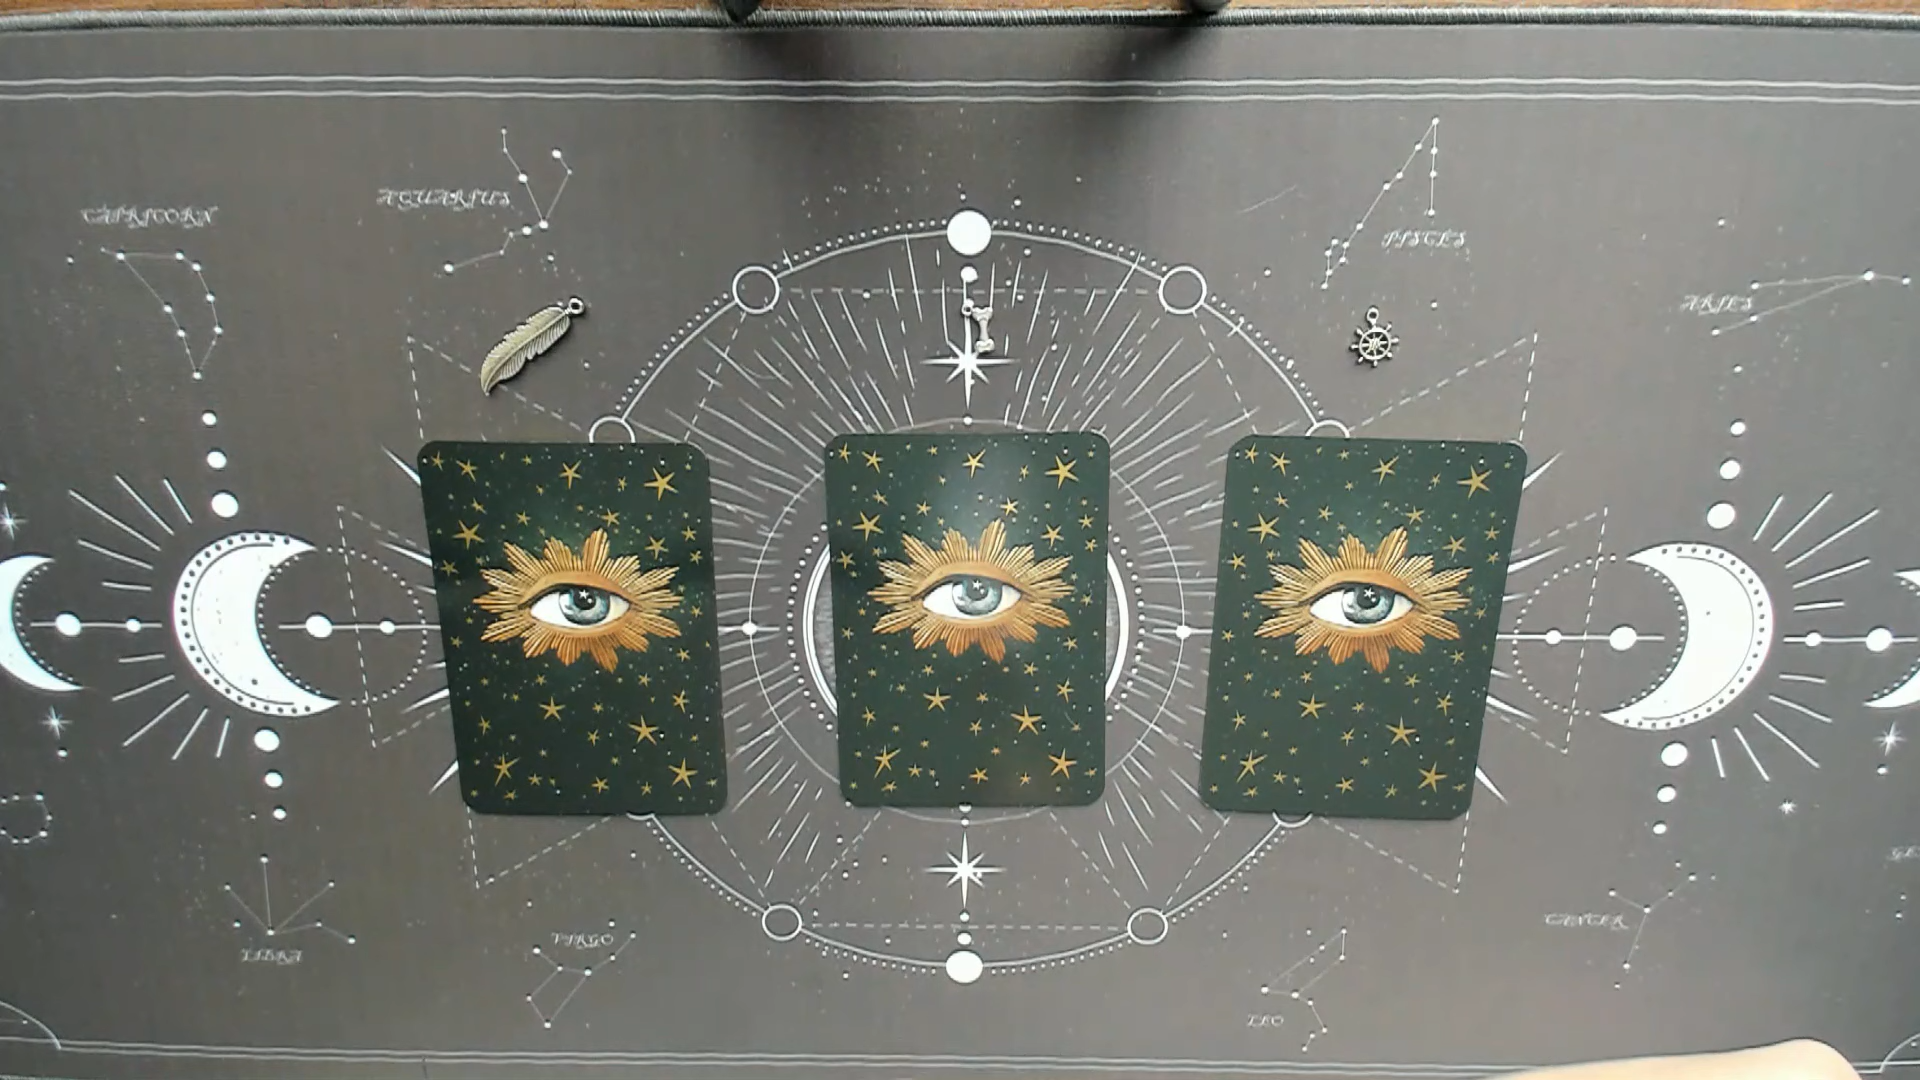 CAPRICORN
AQUARIUS
PISCES
ARIES
LIBRA
VIRGO
LEO
CANCER